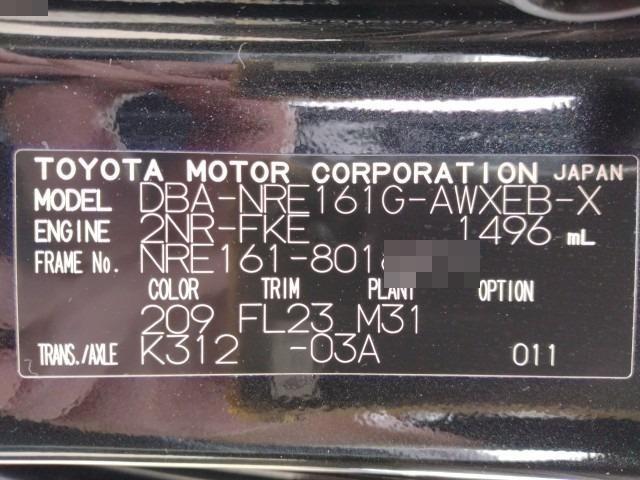 TOYOTA MOTOR CORPORATION JAPAN
MODEL DBA-NRE161G-AWXEB-X
ENGINE 2NR-FKE 1496 mL
FRAME No. NRE161-801
COLOR TRIM PLANT OPTION
209 FL23 M31
TRANS./AXLE K312 -03A 011